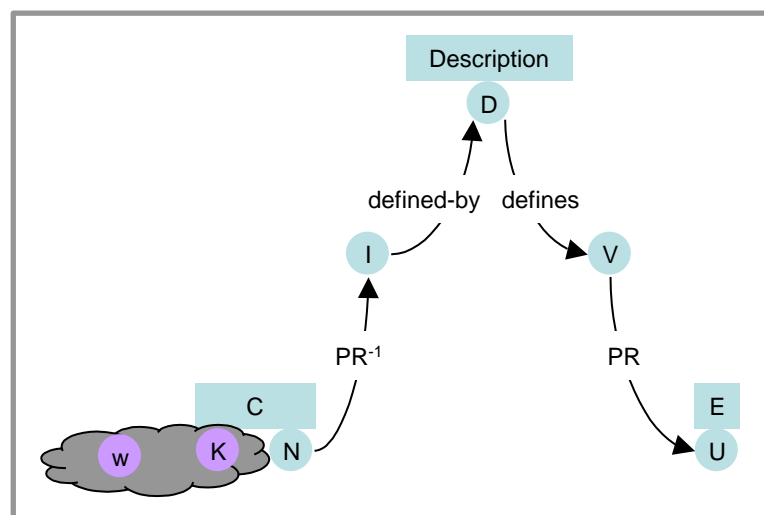 Description
D
defined-by defines
I V
PR⁻¹ PR
C E
w K N U